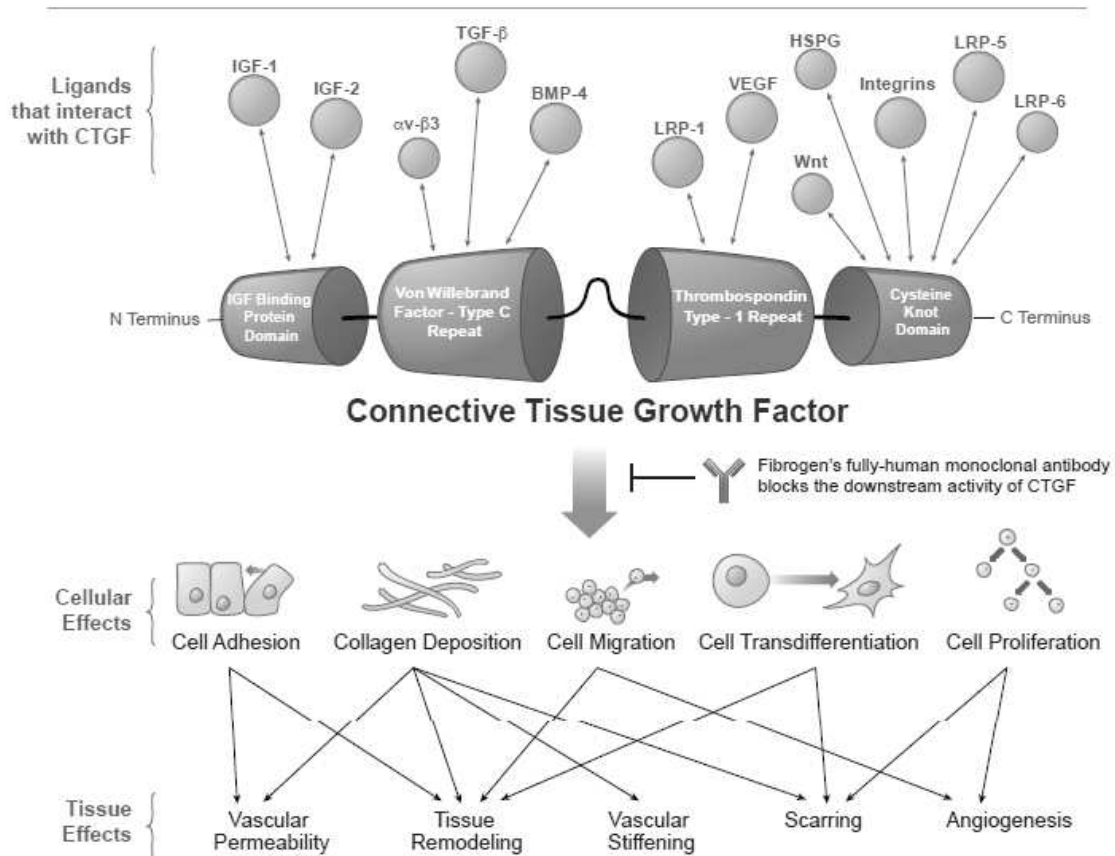 Ligands
that interact
with CTGF
IGF-1
IGF-2
αv-β3
TGF-β
BMP-4
LRP-1
VEGF
HSPG
Wnt
Integrins
LRP-5
LRP-6
N Terminus
IGF Binding
Protein
Domain
Von Willebrand
Factor - Type C
Repeat
Thrombospondin
Type - 1 Repeat
Cysteine
Knot
Domain
C Terminus
Connective Tissue Growth Factor
Fibrogen's fully-human monoclonal antibody
blocks the downstream activity of CTGF
Cellular
Effects
Cell Adhesion
Collagen Deposition
Cell Migration
Cell Transdifferentiation
Cell Proliferation
Tissue
Effects
Vascular
Permeability
Tissue
Remodeling
Vascular
Stiffening
Scarring
Angiogenesis